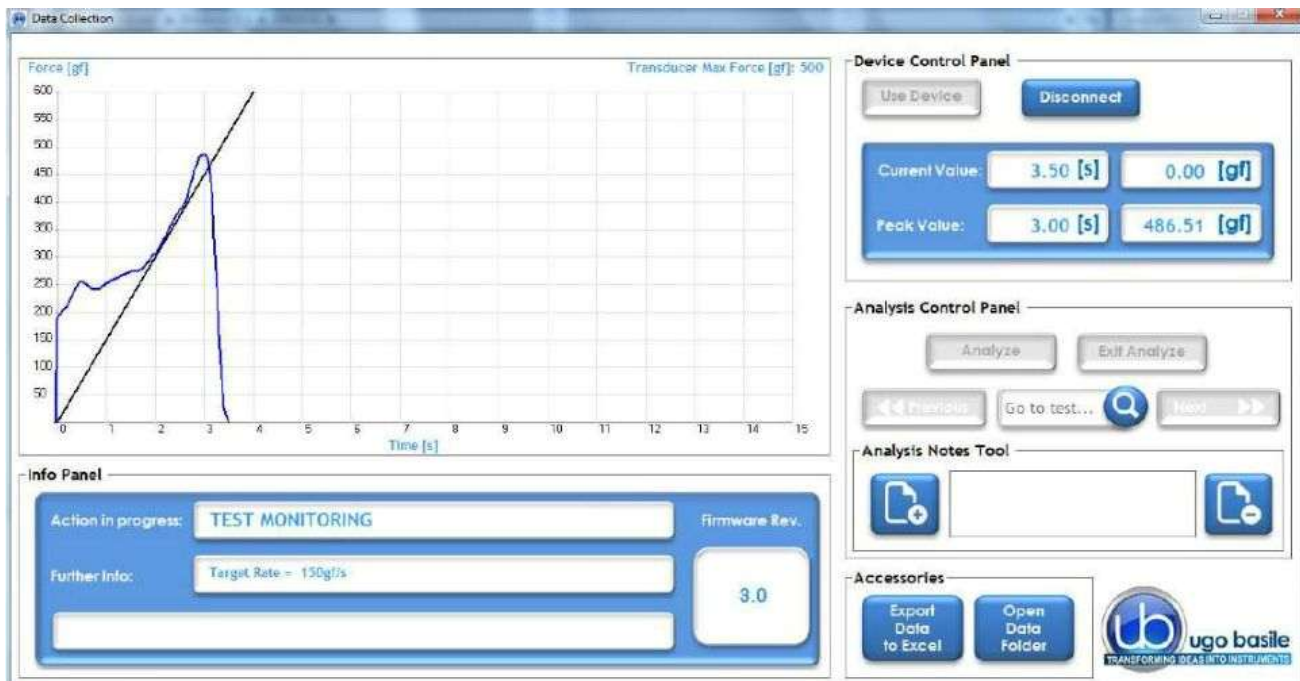 Data Collection
Force [gf]
Transducer Max Force [gf]: 500
600
550
500
450
400
350
300
250
200
150
100
50
0 1 2 3 4 5 6 7 8 9 10 11 12 13 14 15
Time [s]
Info Panel
Action in progress: TEST MONITORING
Firmware Rev.
Further Info: Target Rate = 150gf/s
3.0
Device Control Panel
Use Device Disconnect
Current Value: 3.50 [s] 0.00 [gf]
Peak Value: 3.00 [s] 486.51 [gf]
Analysis Control Panel
Analyze Exit Analyze
Previous Go to test... Next
Analysis Notes Tool
Accessories
Export
Data
to Excel
Open
Data
Folder
ub ugo basile
TRANSFORMING IDEAS INTO INSTRUMENTS